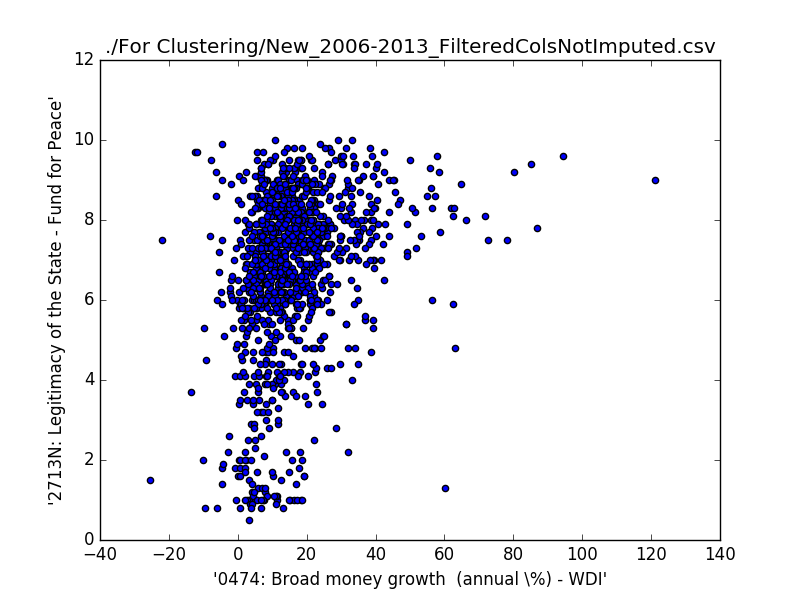 ./For Clustering/New_2006-2013_FilteredColsNotImputed.csv
12
10
8
6
4
2
0
'2713N: Legitimacy of the State - Fund for Peace'
−40 −20 0 20 40 60 80 100 120 140
'0474: Broad money growth  (annual \%) - WDI'